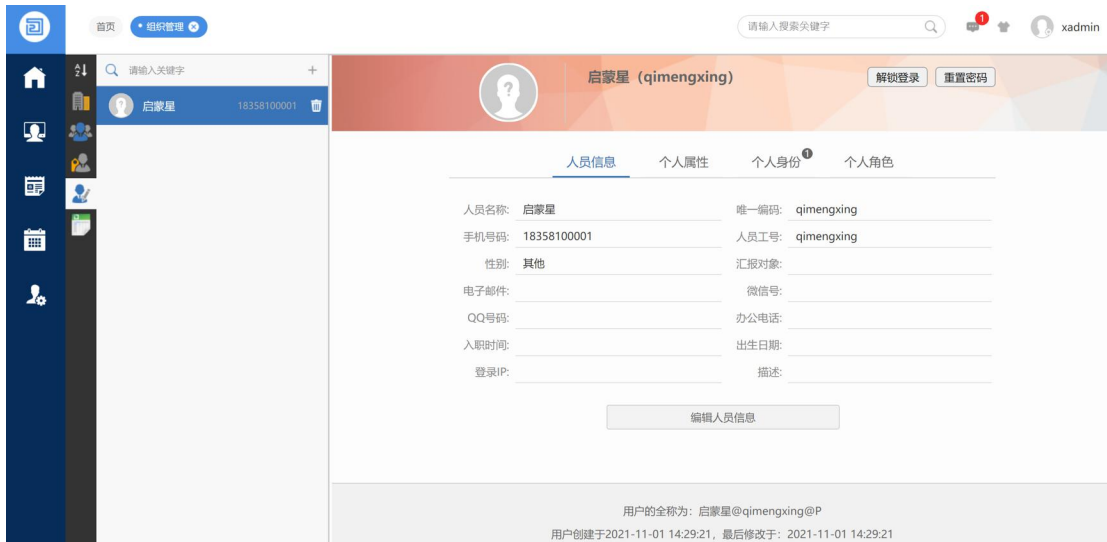 首页 • 组织管理 请输入搜索关键字 1 xadmin
请输入关键字 +
启蒙星 18358100001
启蒙星（qimengxing） 解锁登录 重置密码
人员信息 个人属性 个人身份 1 个人角色
人员名称: 启蒙星 唯一编码: qimengxing
手机号码: 18358100001 人员工号: qimengxing
性别: 其他 汇报对象:
电子邮件: 微信号:
QQ号码: 办公电话:
入职时间: 出生日期:
登录IP: 描述:
编辑人员信息
用户的全称为：启蒙星@qimengxing@P
用户创建于2021-11-01 14:29:21，最后修改于：2021-11-01 14:29:21